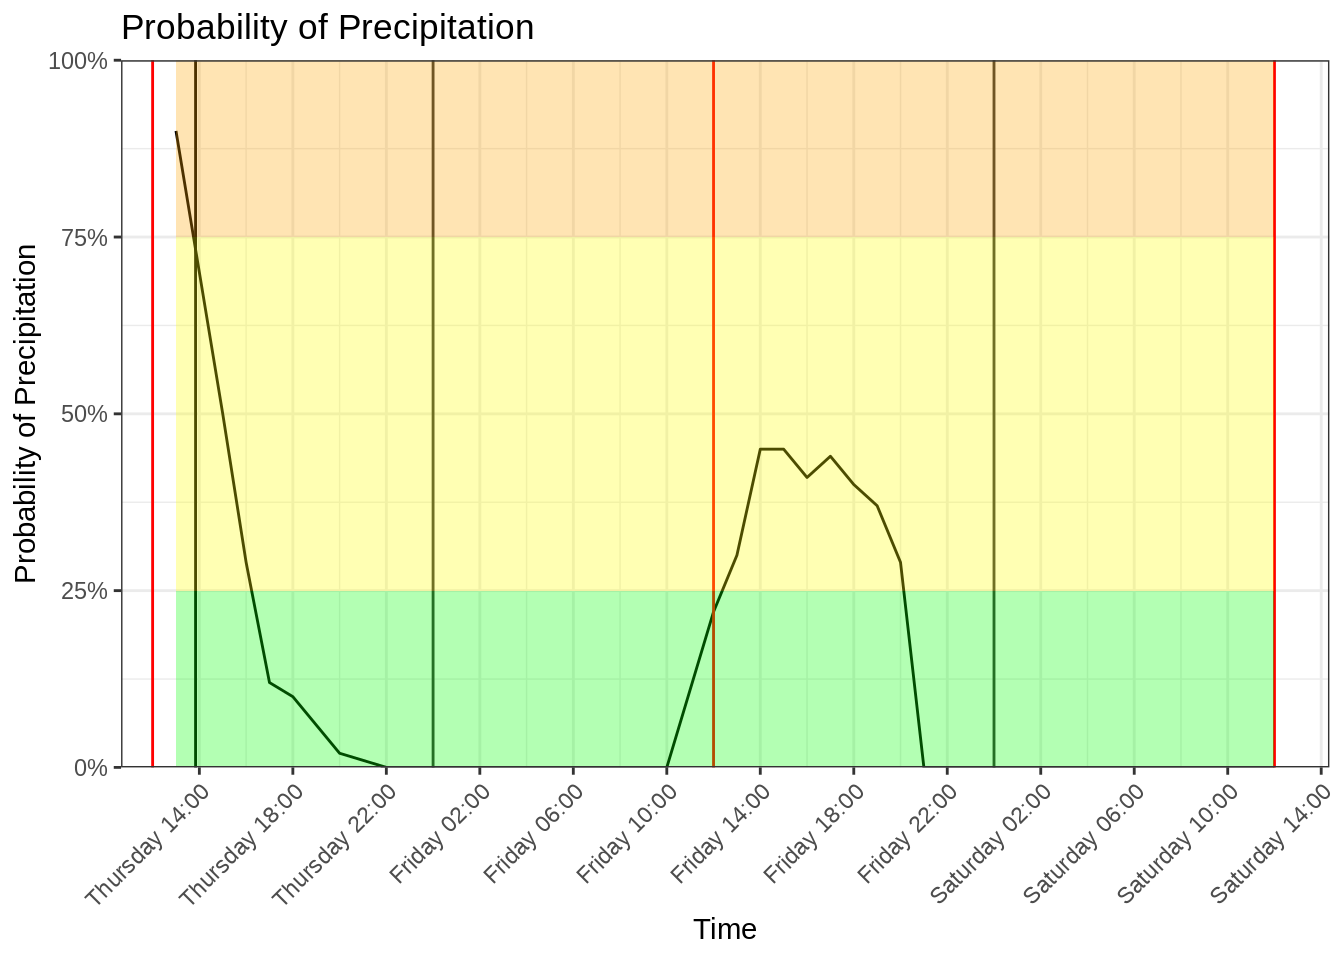 Probability of Precipitation
Probability of Precipitation
100%
75%
50%
25%
0%
Thursday 14:00
Thursday 18:00
Thursday 22:00
Friday 02:00
Friday 06:00
Friday 10:00
Friday 14:00
Friday 18:00
Friday 22:00
Saturday 02:00
Saturday 06:00
Saturday 10:00
Saturday 14:00
Time